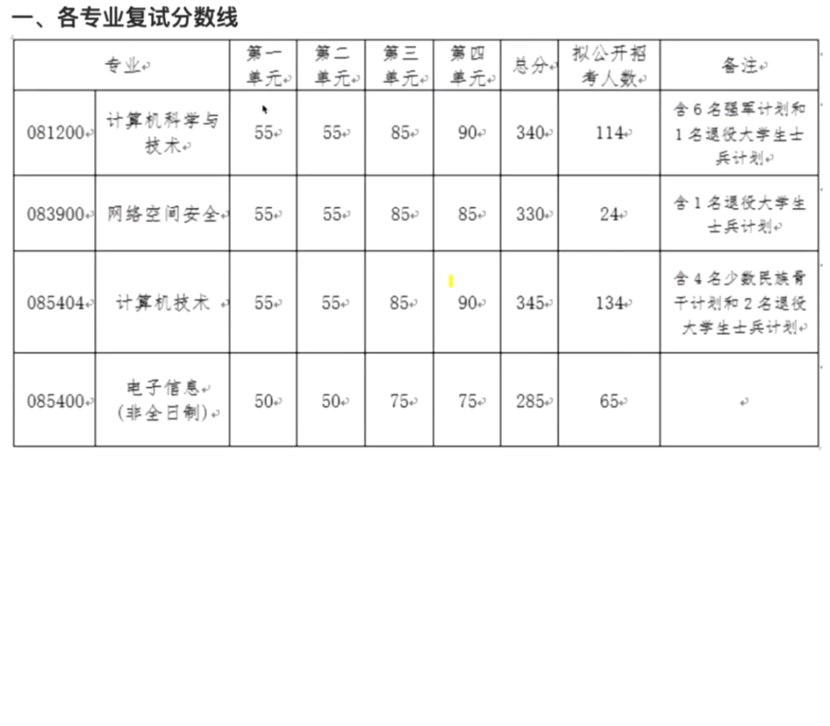 一、各专业复试分数线
专业 第一单元 第二单元 第三单元 第四单元 总分 拟公开招考人数 备注
081200 计算机科学与技术 55 55 85 90 340 114 含6名强军计划和1名退役大学生士兵计划
083900 网络空间安全 55 55 85 85 330 24 含1名退役大学生士兵计划
085404 计算机技术 55 55 85 90 345 134 含4名少数民族骨干计划和2名退役大学生士兵计划
085400 电子信息(非全日制) 50 50 75 75 285 65